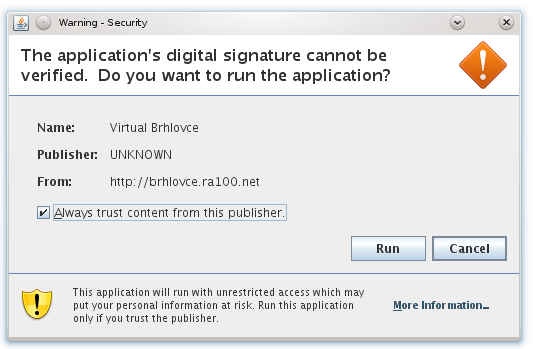 Warning - Security
The application's digital signature cannot be
verified. Do you want to run the application?
Name: Virtual Brhlovce
Publisher: UNKNOWN
From: http://brhlovce.ra100.net
Always trust content from this publisher.
Run Cancel
This application will run with unrestricted access which may
put your personal information at risk. Run this application
only if you trust the publisher.
More Information...